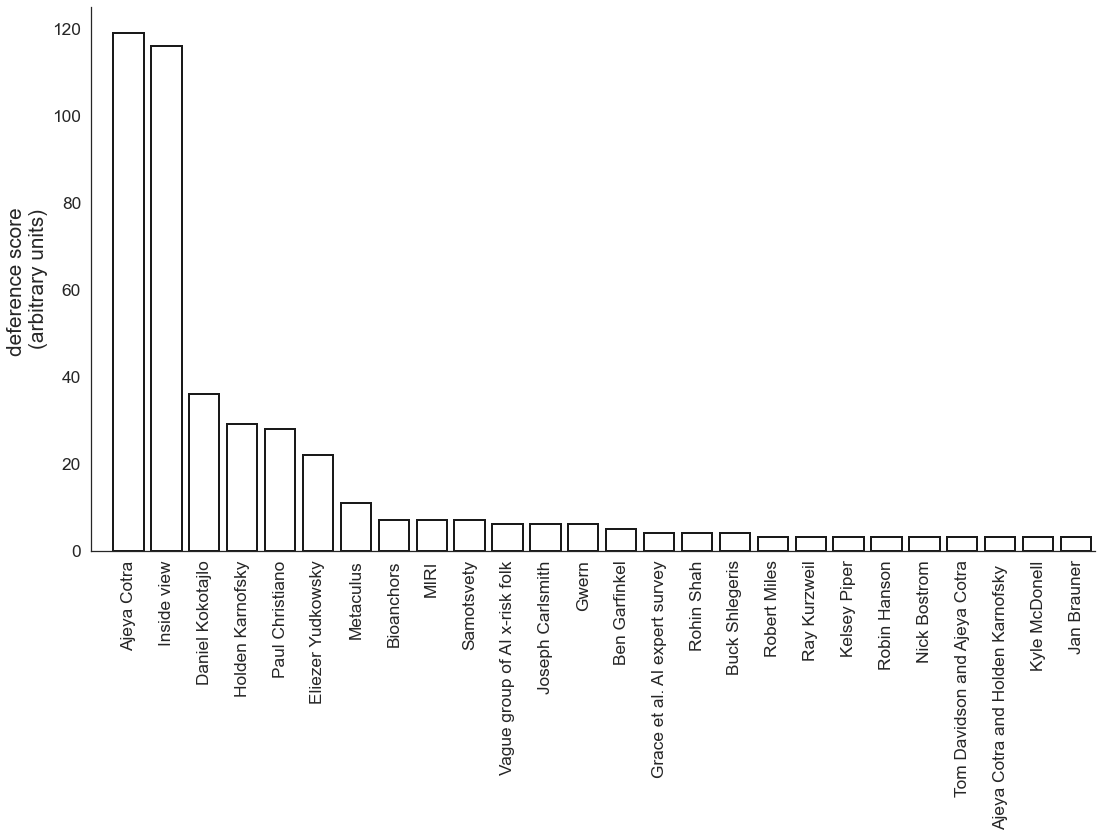 deference score
(arbitrary units)
120
100
80
60
40
20
0
Ajeya Cotra
Inside view
Daniel Kokotajlo
Holden Karnofsky
Paul Christiano
Eliezer Yudkowsky
Metaculus
Bioanchors
MIRI
Samotsvety
Vague group of AI x-risk folk
Joseph Carlsmith
Gwern
Ben Garfinkel
Grace et al. AI expert survey
Rohin Shah
Buck Shlegeris
Robert Miles
Ray Kurzweil
Kelsey Piper
Robin Hanson
Nick Bostrom
Tom Davidson and Ajeya Cotra
Ajeya Cotra and Holden Karnofsky
Kyle McDonell
Jan Brauner